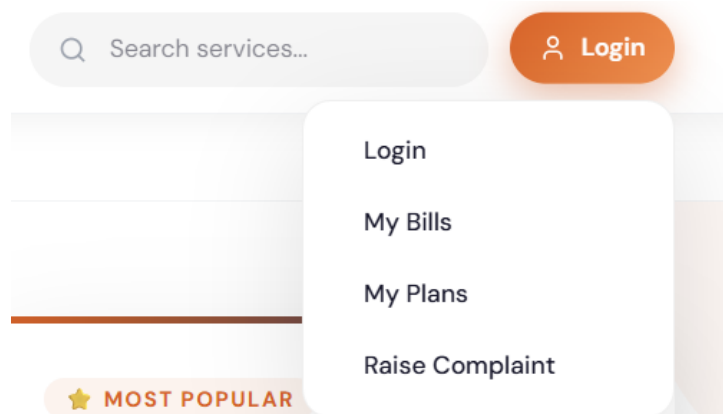 Search services...
Login
Login
My Bills
My Plans
Raise Complaint
MOST POPULAR